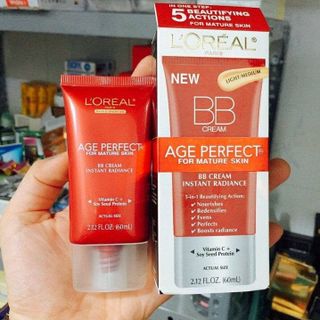 L'ORÉAL
PARIS
AGE PERFECT
FOR MATURE SKIN
BB CREAM
INSTANT RADIANCE
Vitamin C +
Soy Seed Protein
ACTUAL SIZE
2.12 FL.OZ. (60mL)
IN ONE STEP:
5 BEAUTIFYING
ACTIONS
FOR MATURE SKIN
L'ORÉAL
PARIS
NEW
LIGHT-MEDIUM
BB
CREAM
AGE PERFECT
FOR MATURE SKIN
BB CREAM
INSTANT RADIANCE
5-in-1 Beautifying Action:
• Nourishes
• Redensifies
• Evens
• Perfects
• Boosts radiance
Vitamin C +
Soy Seed Protein
ACTUAL SIZE
2.12 FL.OZ. (60mL)